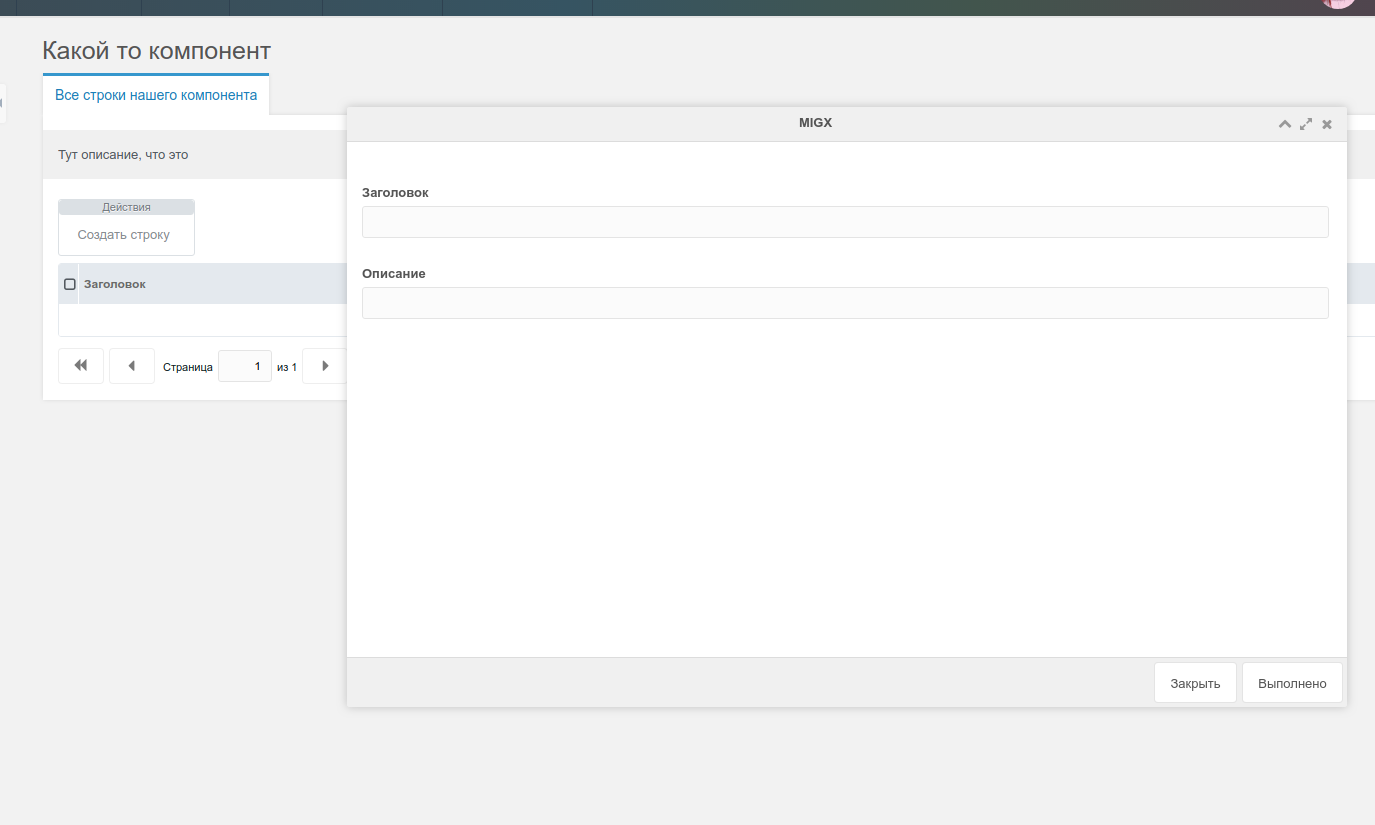 Какой то компонент
Все строки нашего компонента
MIGX
Тут описание, что это
Заголовок
Действия
Создать строку
Описание
Заголовок
Страница 1 из 1
Закрыть Выполнено